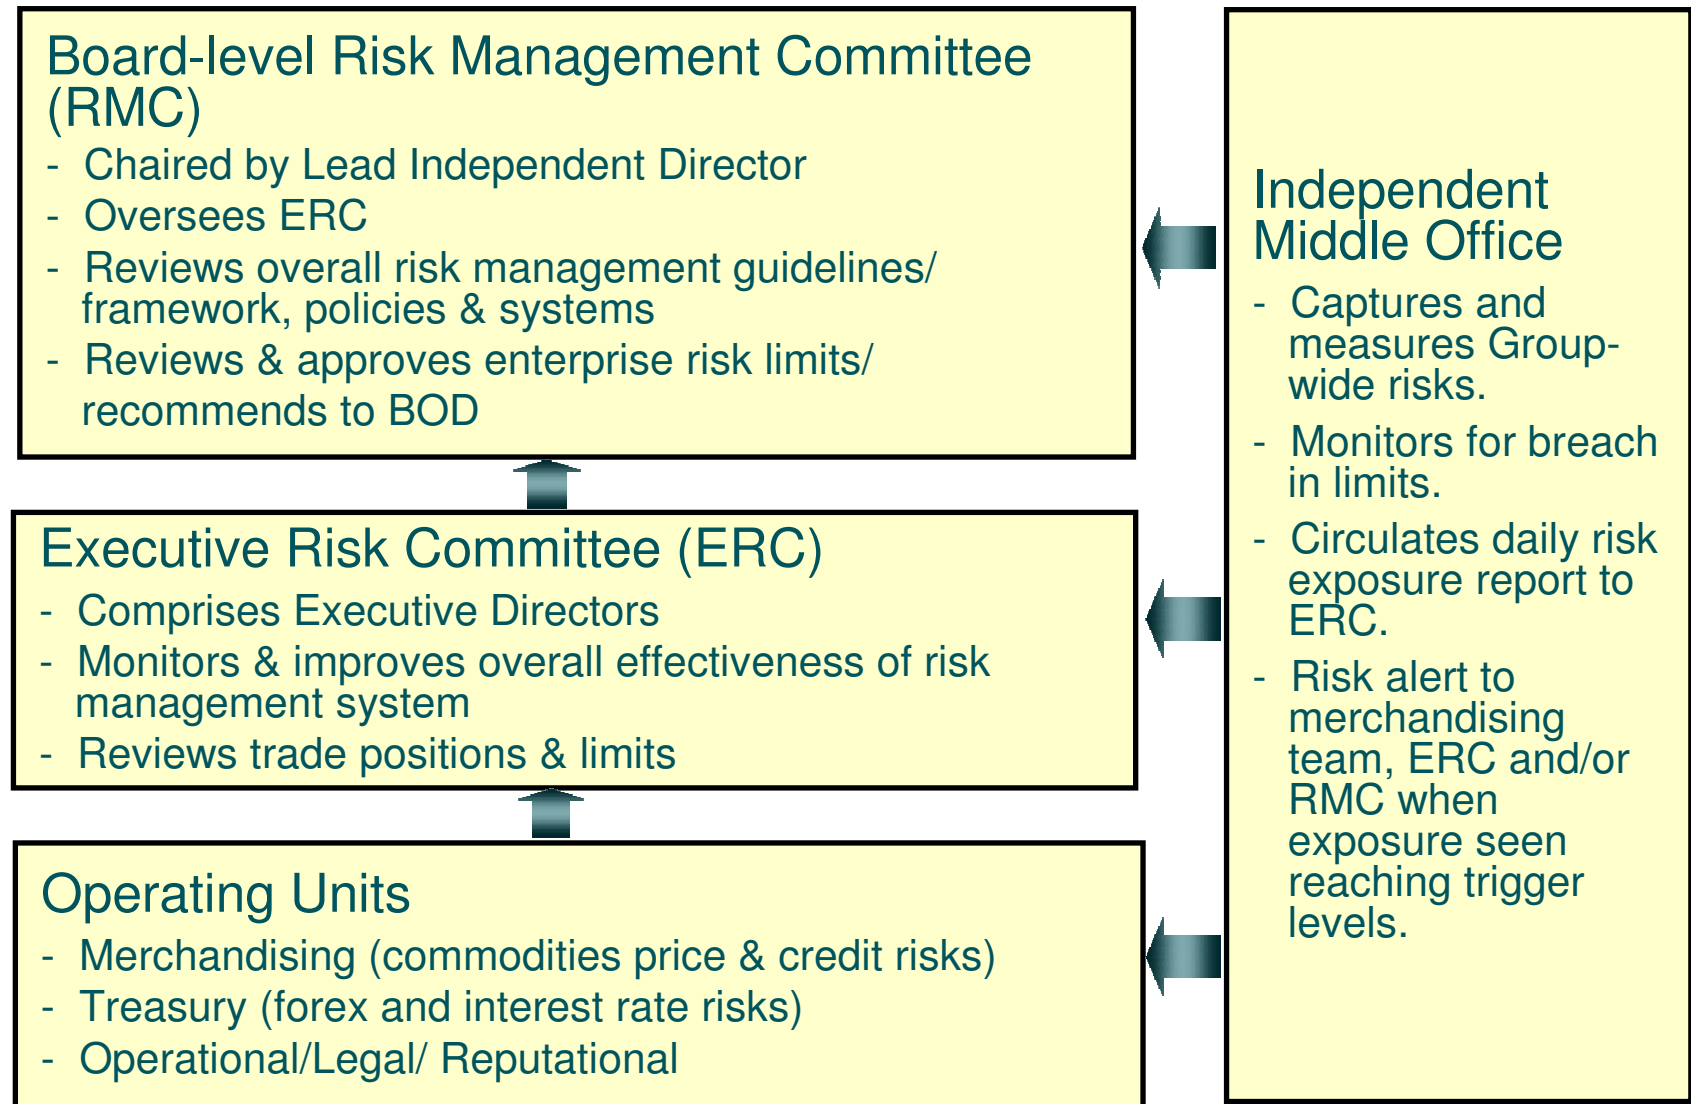 Board-level Risk Management Committee
(RMC)
- Chaired by Lead Independent Director
- Oversees ERC
- Reviews overall risk management guidelines/
framework, policies & systems
- Reviews & approves enterprise risk limits/
recommends to BOD
Executive Risk Committee (ERC)
- Comprises Executive Directors
- Monitors & improves overall effectiveness of risk
management system
- Reviews trade positions & limits
Operating Units
- Merchandising (commodities price & credit risks)
- Treasury (forex and interest rate risks)
- Operational/Legal/ Reputational
Independent
Middle Office
- Captures and
measures Group-
wide risks.
- Monitors for breach
in limits.
- Circulates daily risk
exposure report to
ERC.
- Risk alert to
merchandising
team, ERC and/or
RMC when
exposure seen
reaching trigger
levels.